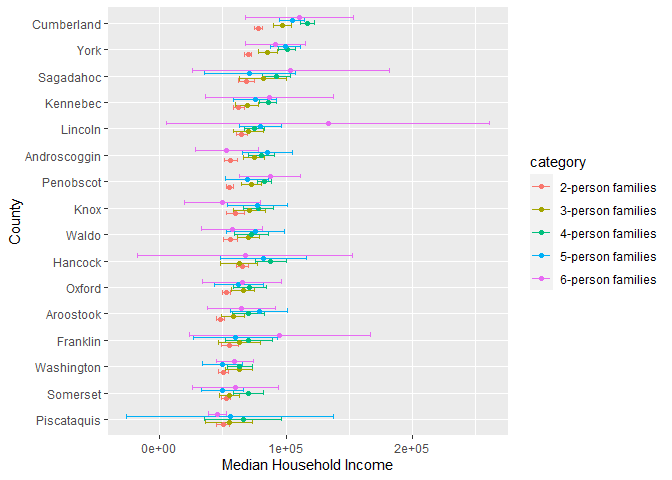 Cumberland
York
Sagadahoc
Kennebec
Lincoln
Androscoggin
Penobscot
Knox
Waldo
Hancock
Oxford
Aroostook
Franklin
Washington
Somerset
Piscataquis
County
0e+00 1e+05 2e+05
Median Household Income
category
2-person families
3-person families
4-person families
5-person families
6-person families